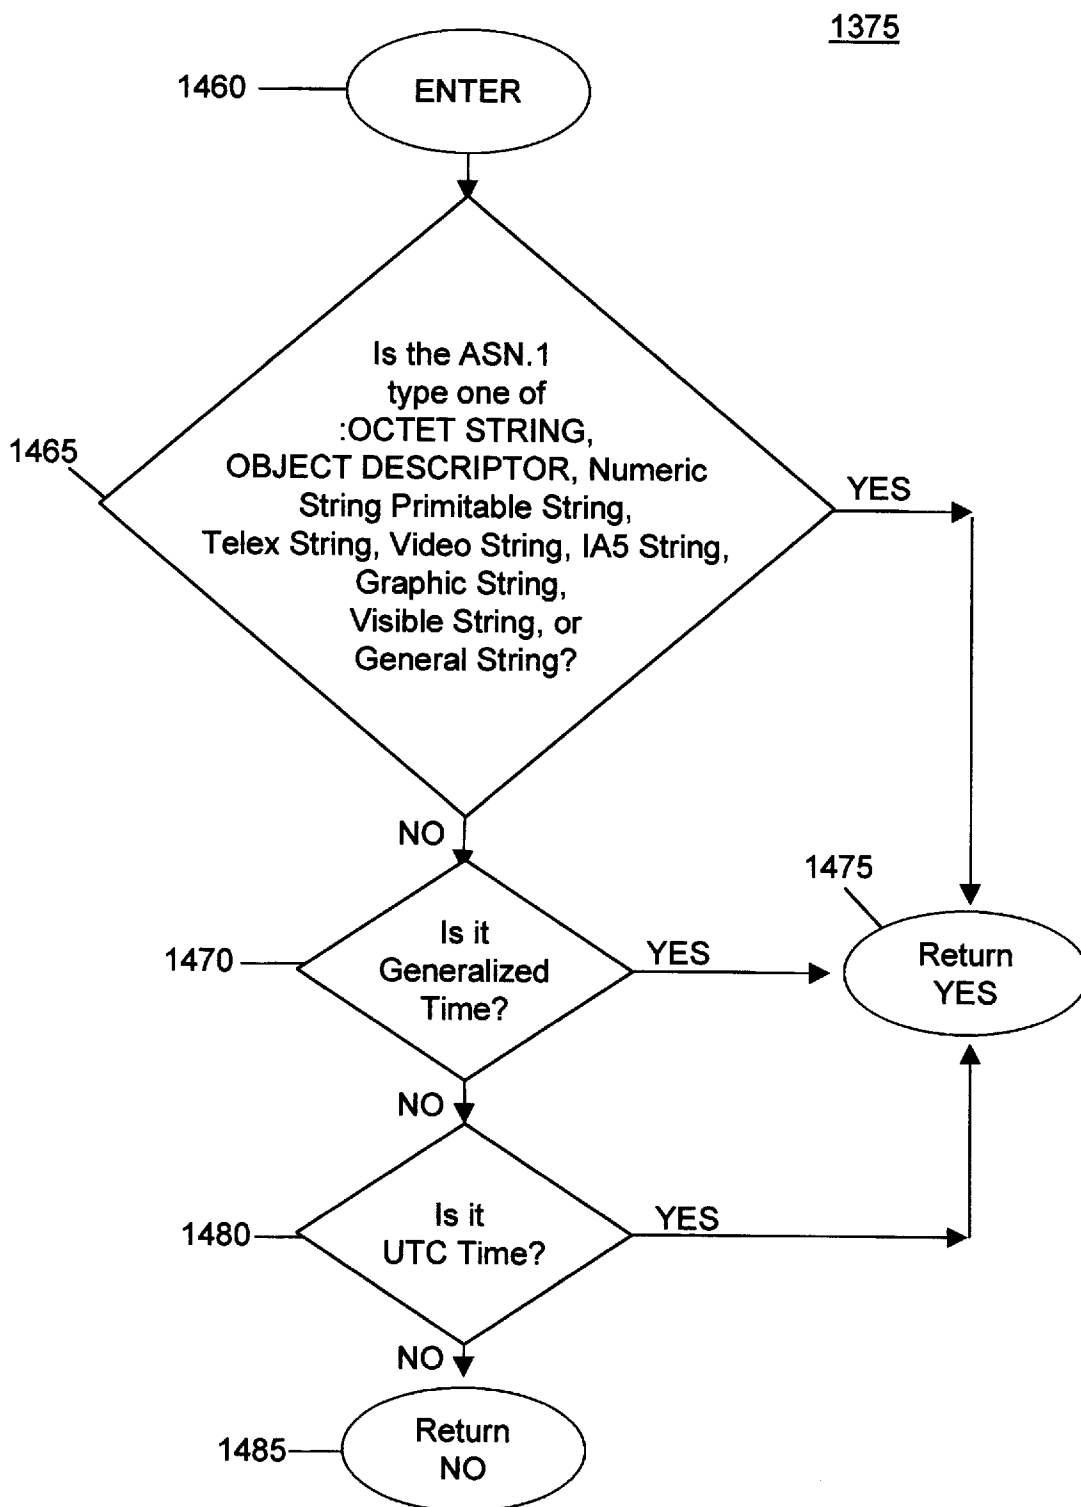 1375
1460
ENTER
Is the ASN.1
type one of
:OCTET STRING,
OBJECT DESCRIPTOR, Numeric
String Primitable String,
Telex String, Video String, IA5 String,
Graphic String,
Visible String, or
General String?
1465
YES
NO
1475
Return
YES
1470
Is it
Generalized
Time?
YES
NO
1480
Is it
UTC Time?
YES
NO
1485
Return
NO